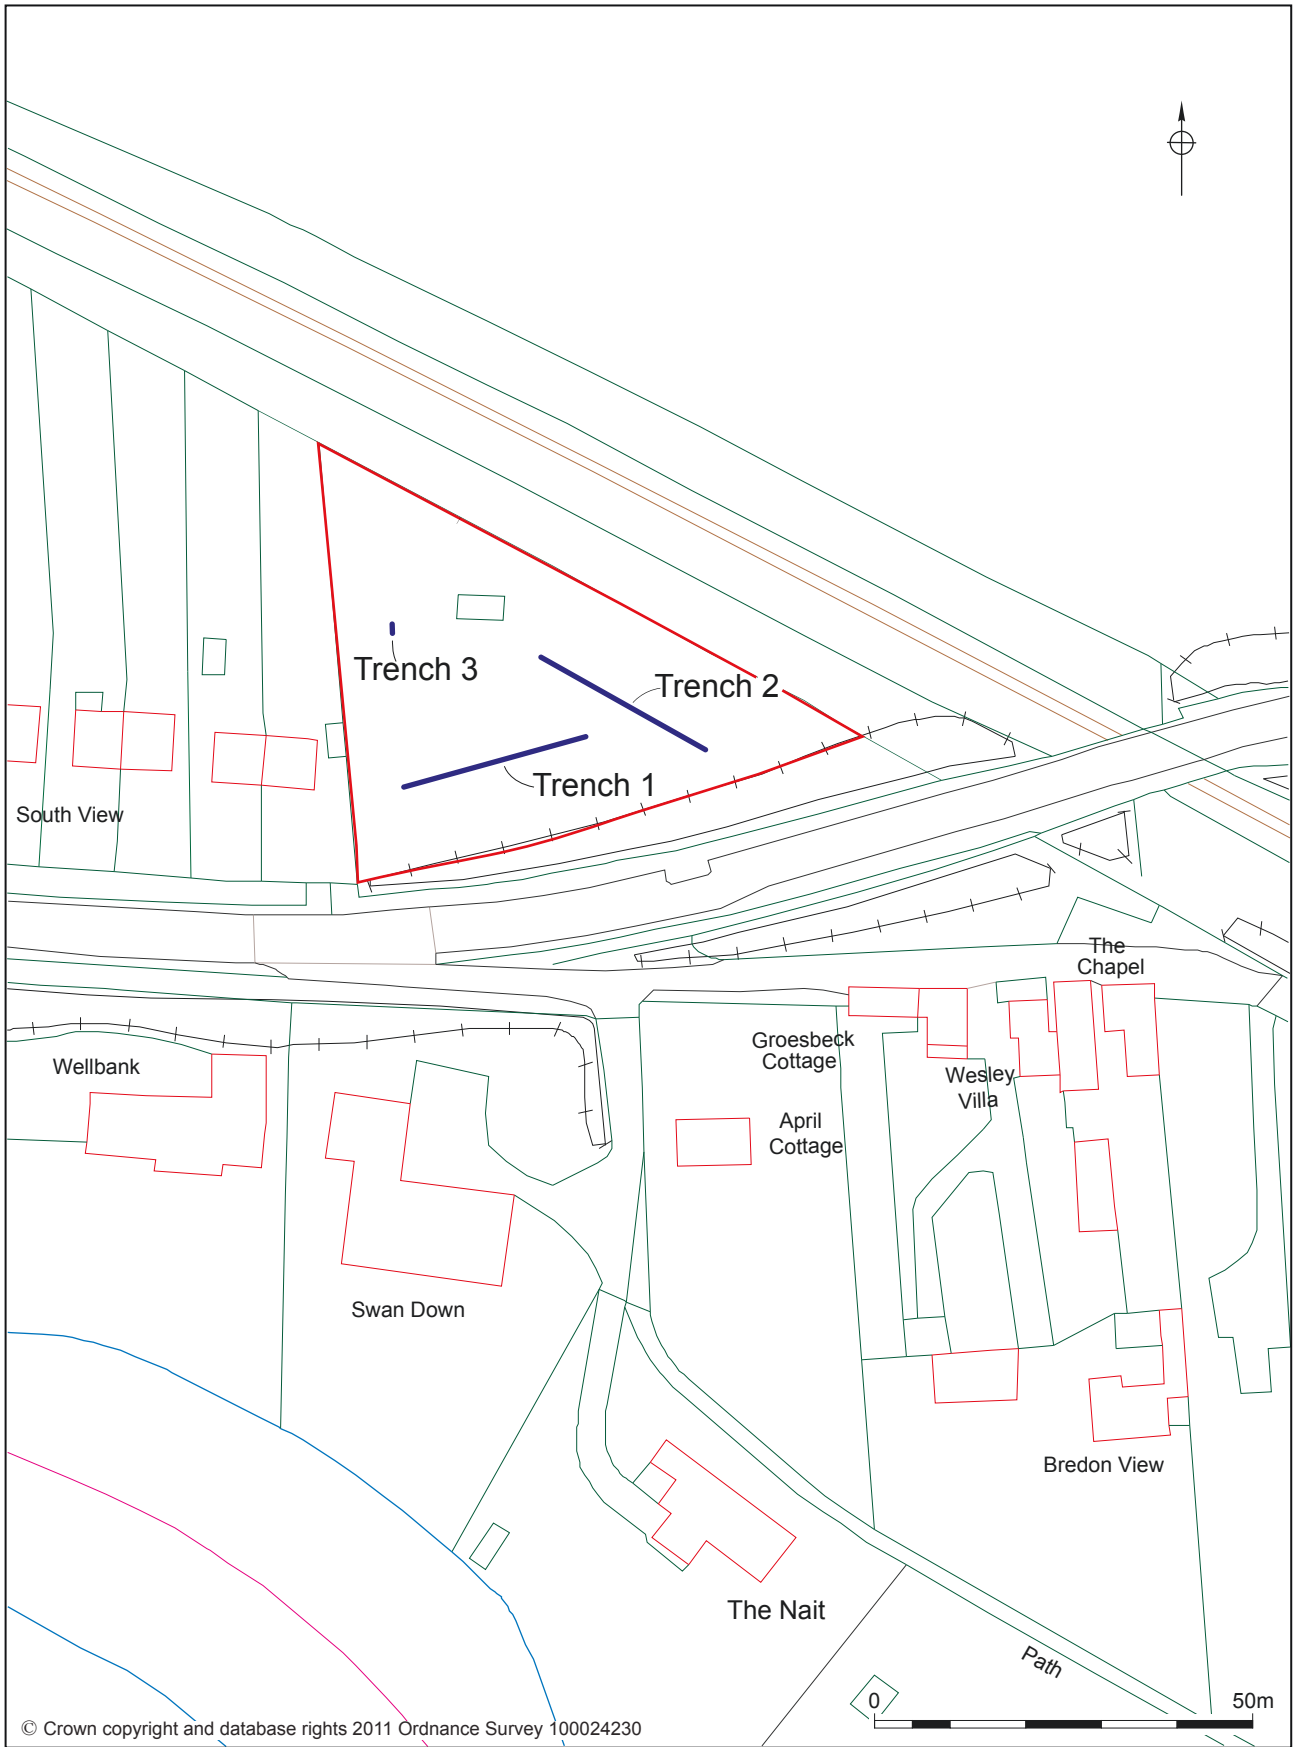 Trench 3
Trench 2
Trench 1
South View
The
Chapel
Groesbeck
Cottage
Wellbank
Wesley
Villa
April
Cottage
Swan Down
Bredon View
The Nait
Path
0
50m
© Crown copyright and database rights 2011 Ordnance Survey 100024230